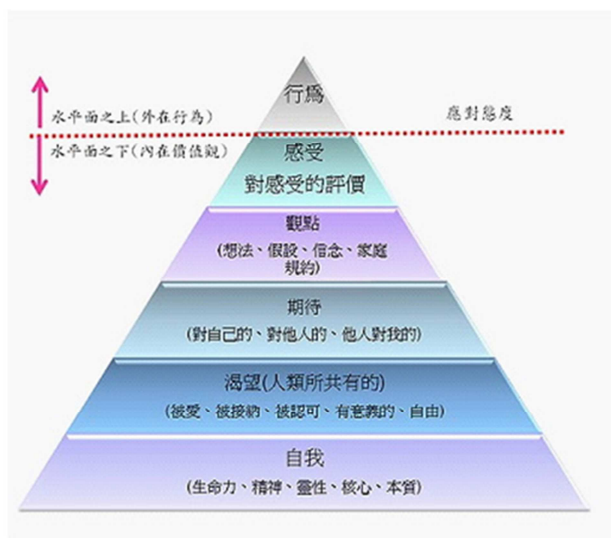 行為
水平面之上(外在行為)
應對態度
水平面之下(內在價值觀)
感受
對感受的評價
觀點
(想法、假設、信念、家庭
規約)
期待
(對自己的、對他人的、他人對我的)
渴望(人類所共有的)
(被愛、被接納、被認可、有意義的、自由)
自我
(生命力、精神、靈性、核心、本質)